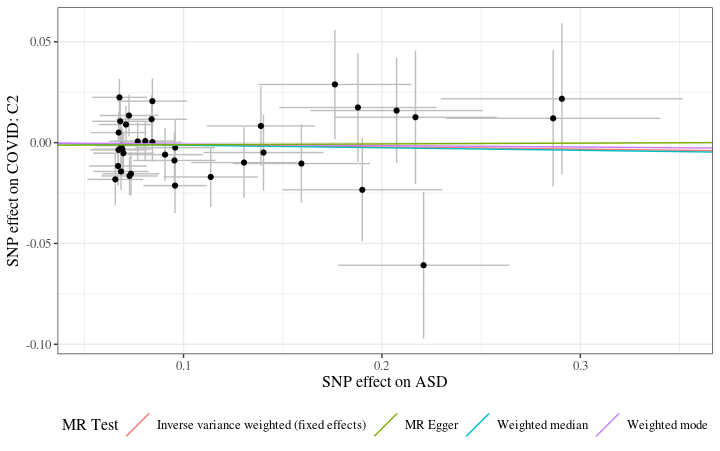 0.05
0.00
-0.05
-0.10
SNP effect on COVID: C2
0.1 0.2 0.3
SNP effect on ASD
MR Test Inverse variance weighted (fixed effects) MR Egger Weighted median Weighted mode